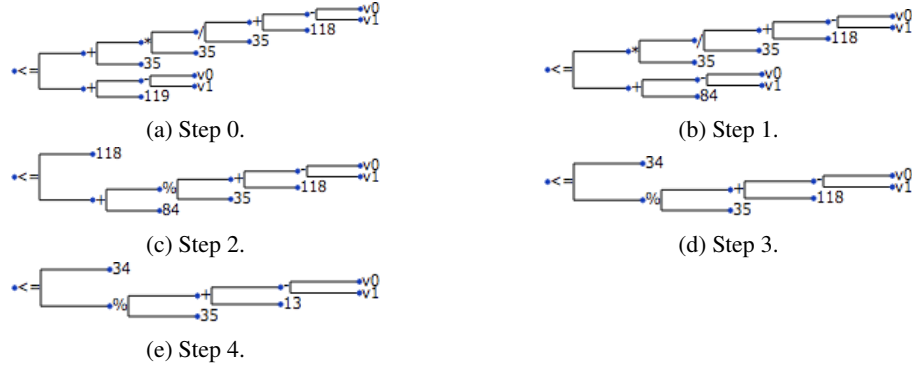 <= + * / + - v0
v1
118
35
35
35
+ - v0
v1
119
(a) Step 0.
<= * / + - v0
v1
118
35
35
+ - v0
v1
84
(b) Step 1.
<= 118
+ % + - v0
v1
118
35
84
(c) Step 2.
<= 34
% + - v0
v1
118
35
(d) Step 3.
<= 34
% + - v0
v1
13
35
(e) Step 4.